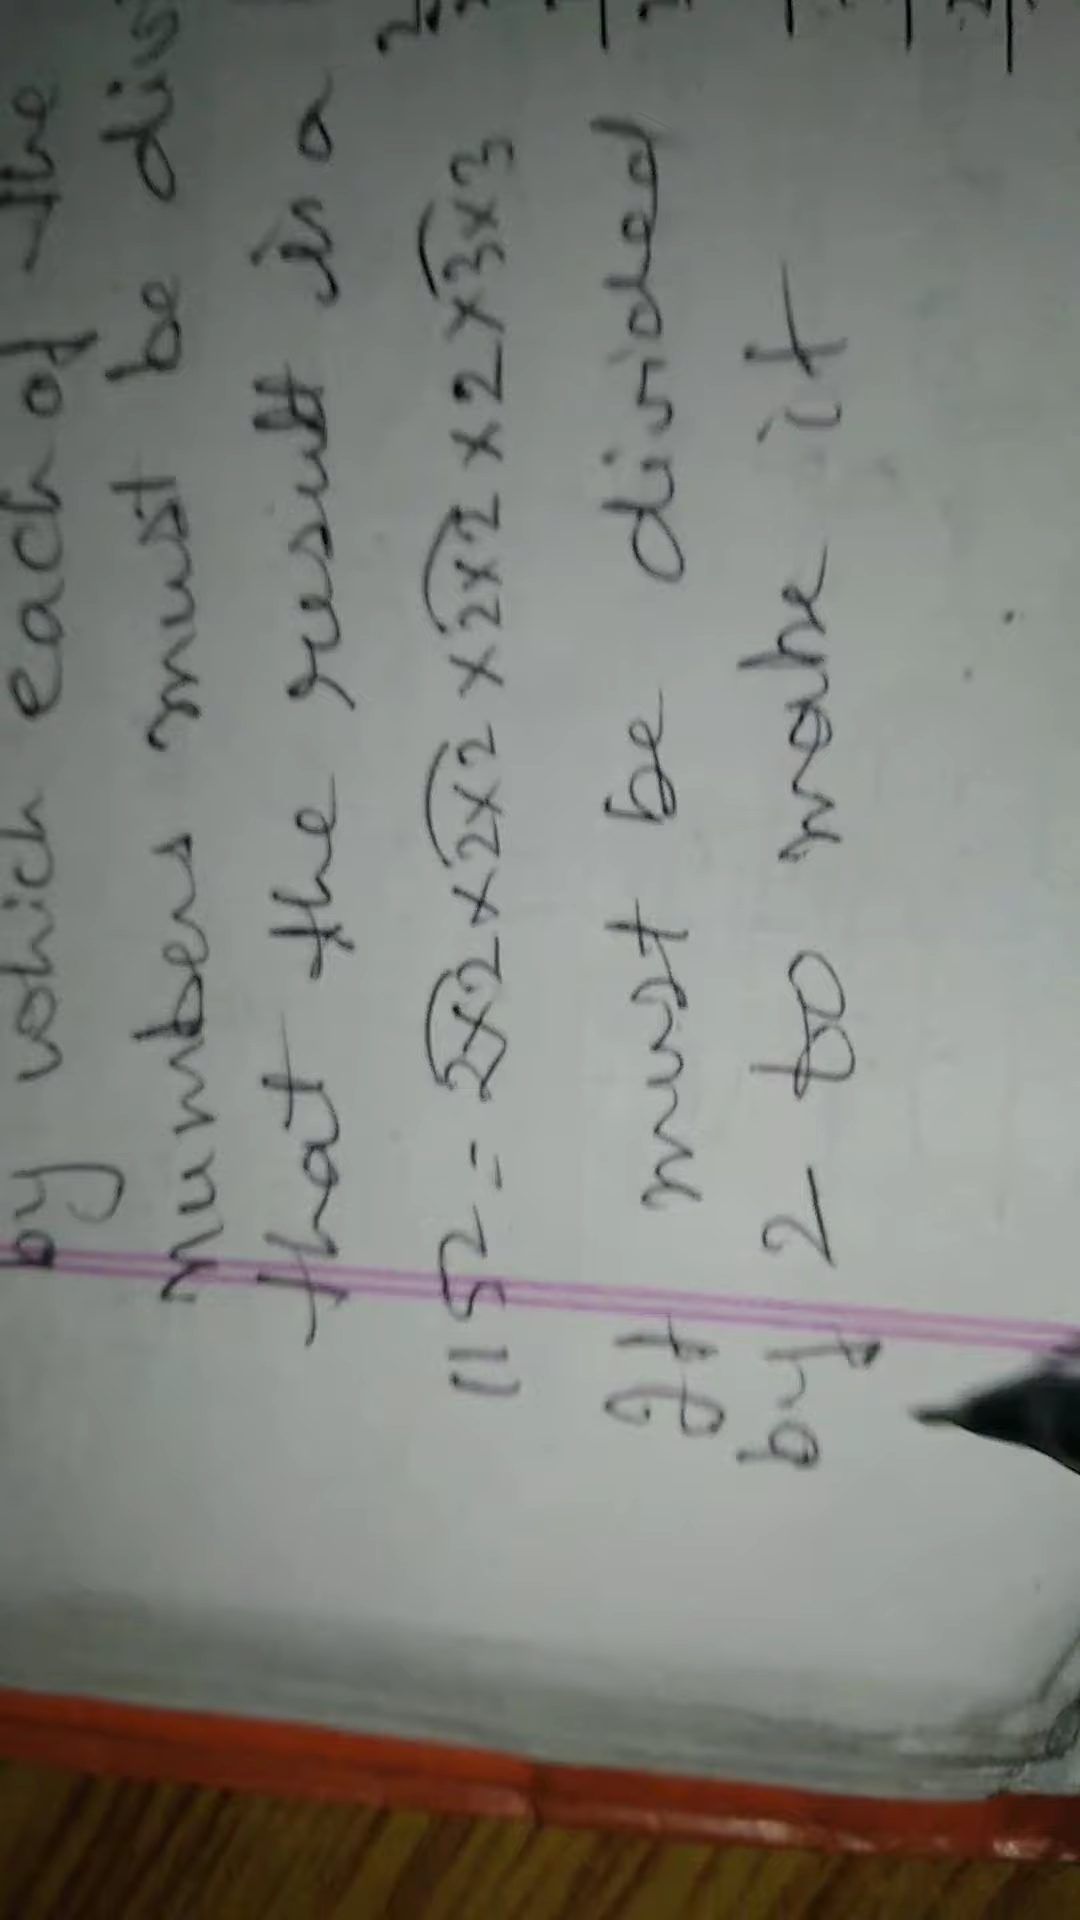 by which each of the
numbers must be div
that the result is a
1152 = 2×2×2×2×2×2×2×3×3
It must be divided
by 2 to make it